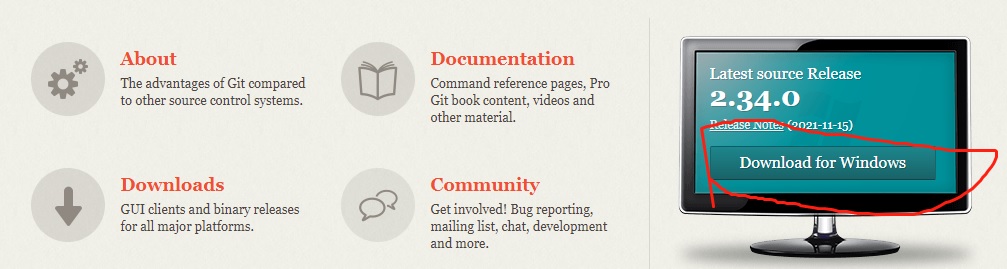 About
The advantages of Git compared
to other source control systems.
Documentation
Command reference pages, Pro
Git book content, videos and
other material.
Downloads
GUI clients and binary releases
for all major platforms.
Community
Get involved! Bug reporting,
mailing list, chat, development
and more.
Latest source Release
2.34.0
Release Notes (2021-11-15)
Download for Windows